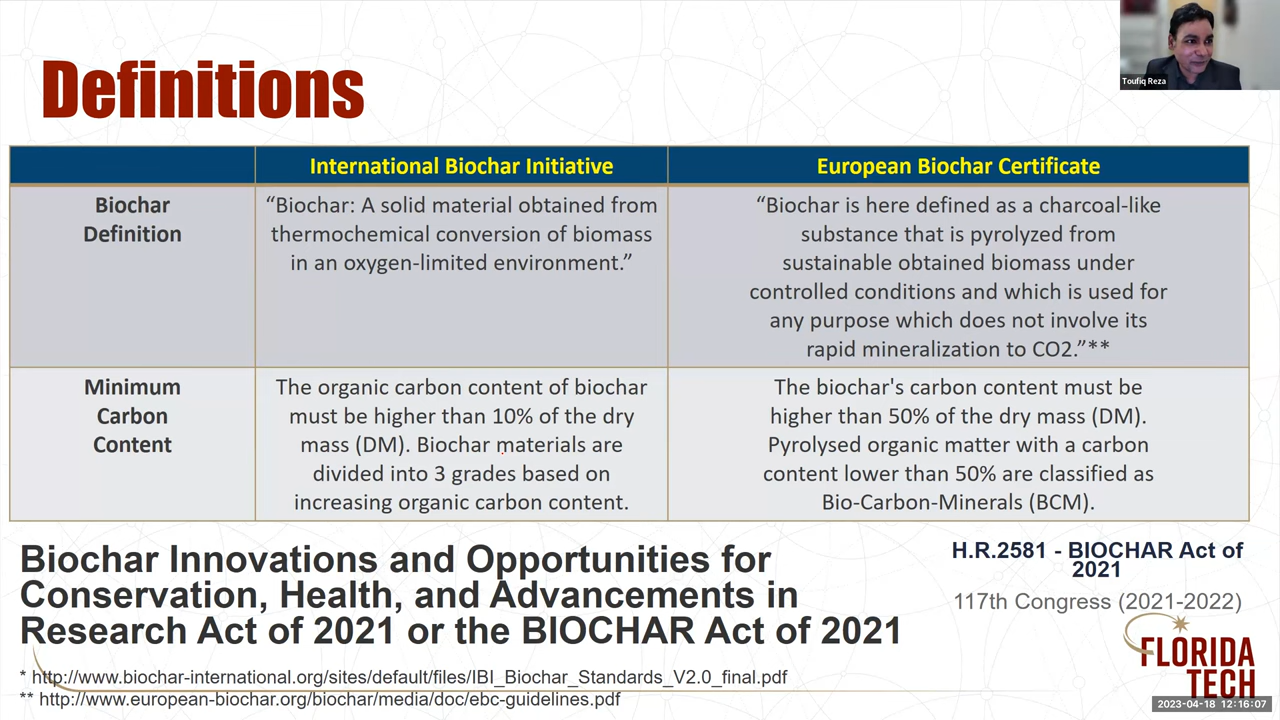 Definitions
Toufiq Reza
International Biochar Initiative
European Biochar Certificate
Biochar
Definition
“Biochar: A solid material obtained from
thermochemical conversion of biomass
in an oxygen-limited environment.”
“Biochar is here defined as a charcoal-like
substance that is pyrolyzed from
sustainable obtained biomass under
controlled conditions and which is used for
any purpose which does not involve its
rapid mineralization to CO2.”**
Minimum
Carbon
Content
The organic carbon content of biochar
must be higher than 10% of the dry
mass (DM). Biochar materials are
divided into 3 grades based on
increasing organic carbon content.
The biochar's carbon content must be
higher than 50% of the dry mass (DM).
Pyrolysed organic matter with a carbon
content lower than 50% are classified as
Bio-Carbon-Minerals (BCM).
Biochar Innovations and Opportunities for
Conservation, Health, and Advancements in
Research Act of 2021 or the BIOCHAR Act of 2021
H.R.2581 - BIOCHAR Act of
2021
117th Congress (2021-2022)
* http://www.biochar-international.org/sites/default/files/IBI_Biochar_Standards_V2.0_final.pdf
** http://www.european-biochar.org/biochar/media/doc/ebc-guidelines.pdf
FLORIDA
TECH
2023-04-18 12:16:07